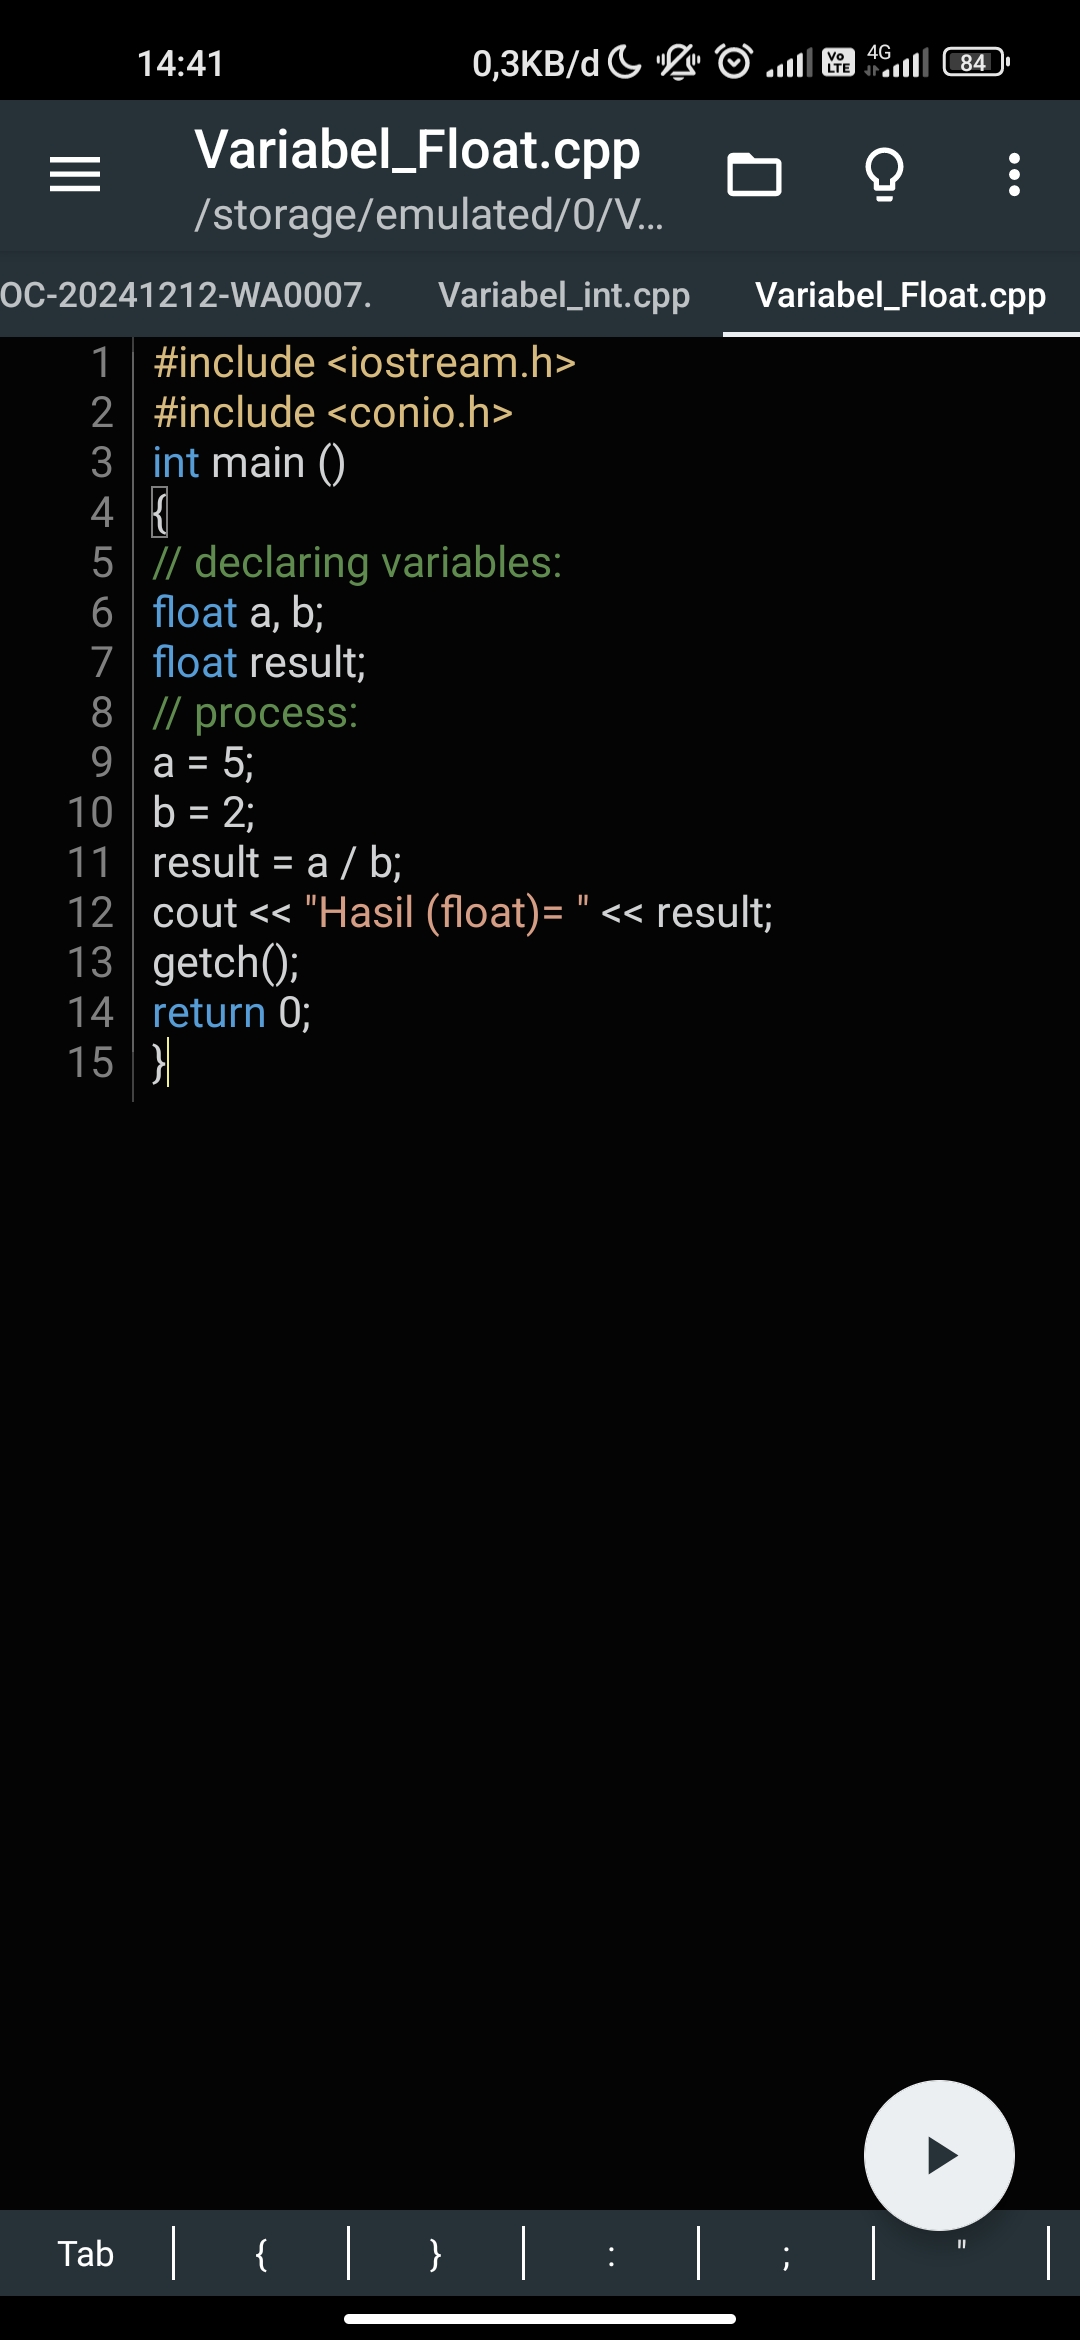 14:41 0,3KB/d Vo LTE 4G 84
Variabel_Float.cpp
/storage/emulated/0/V...
OC-20241212-WA0007. Variabel_int.cpp Variabel_Float.cpp
1 #include <iostream.h>
2 #include <conio.h>
3 int main ()
4 {
5 // declaring variables:
6 float a, b;
7 float result;
8 // process:
9 a = 5;
10 b = 2;
11 result = a / b;
12 cout << "Hasil (float)= " << result;
13 getch();
14 return 0;
15 }
Tab { } : ; "